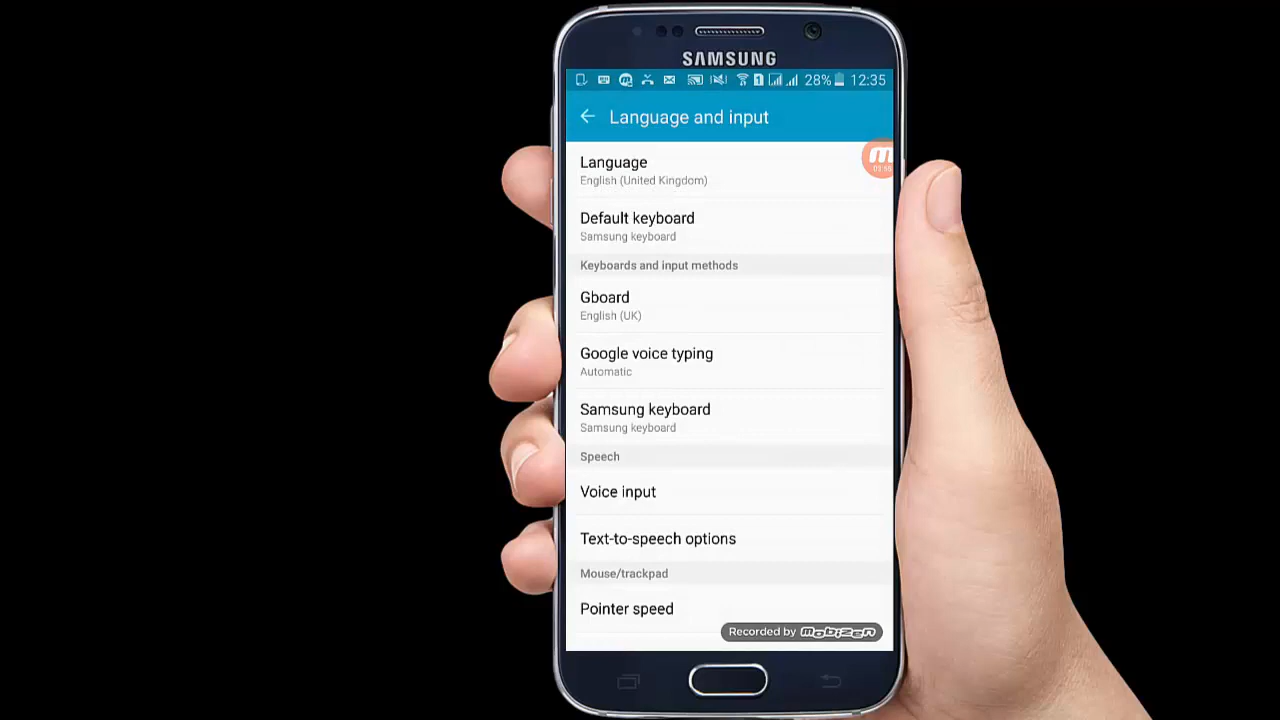 SAMSUNG
28% 12:35
Language and input
Language
English (United Kingdom)
Default keyboard
Samsung keyboard
Keyboards and input methods
Gboard
English (UK)
Google voice typing
Automatic
Samsung keyboard
Samsung keyboard
Speech
Voice input
Text-to-speech options
Mouse/trackpad
Pointer speed
Recorded by mobizen